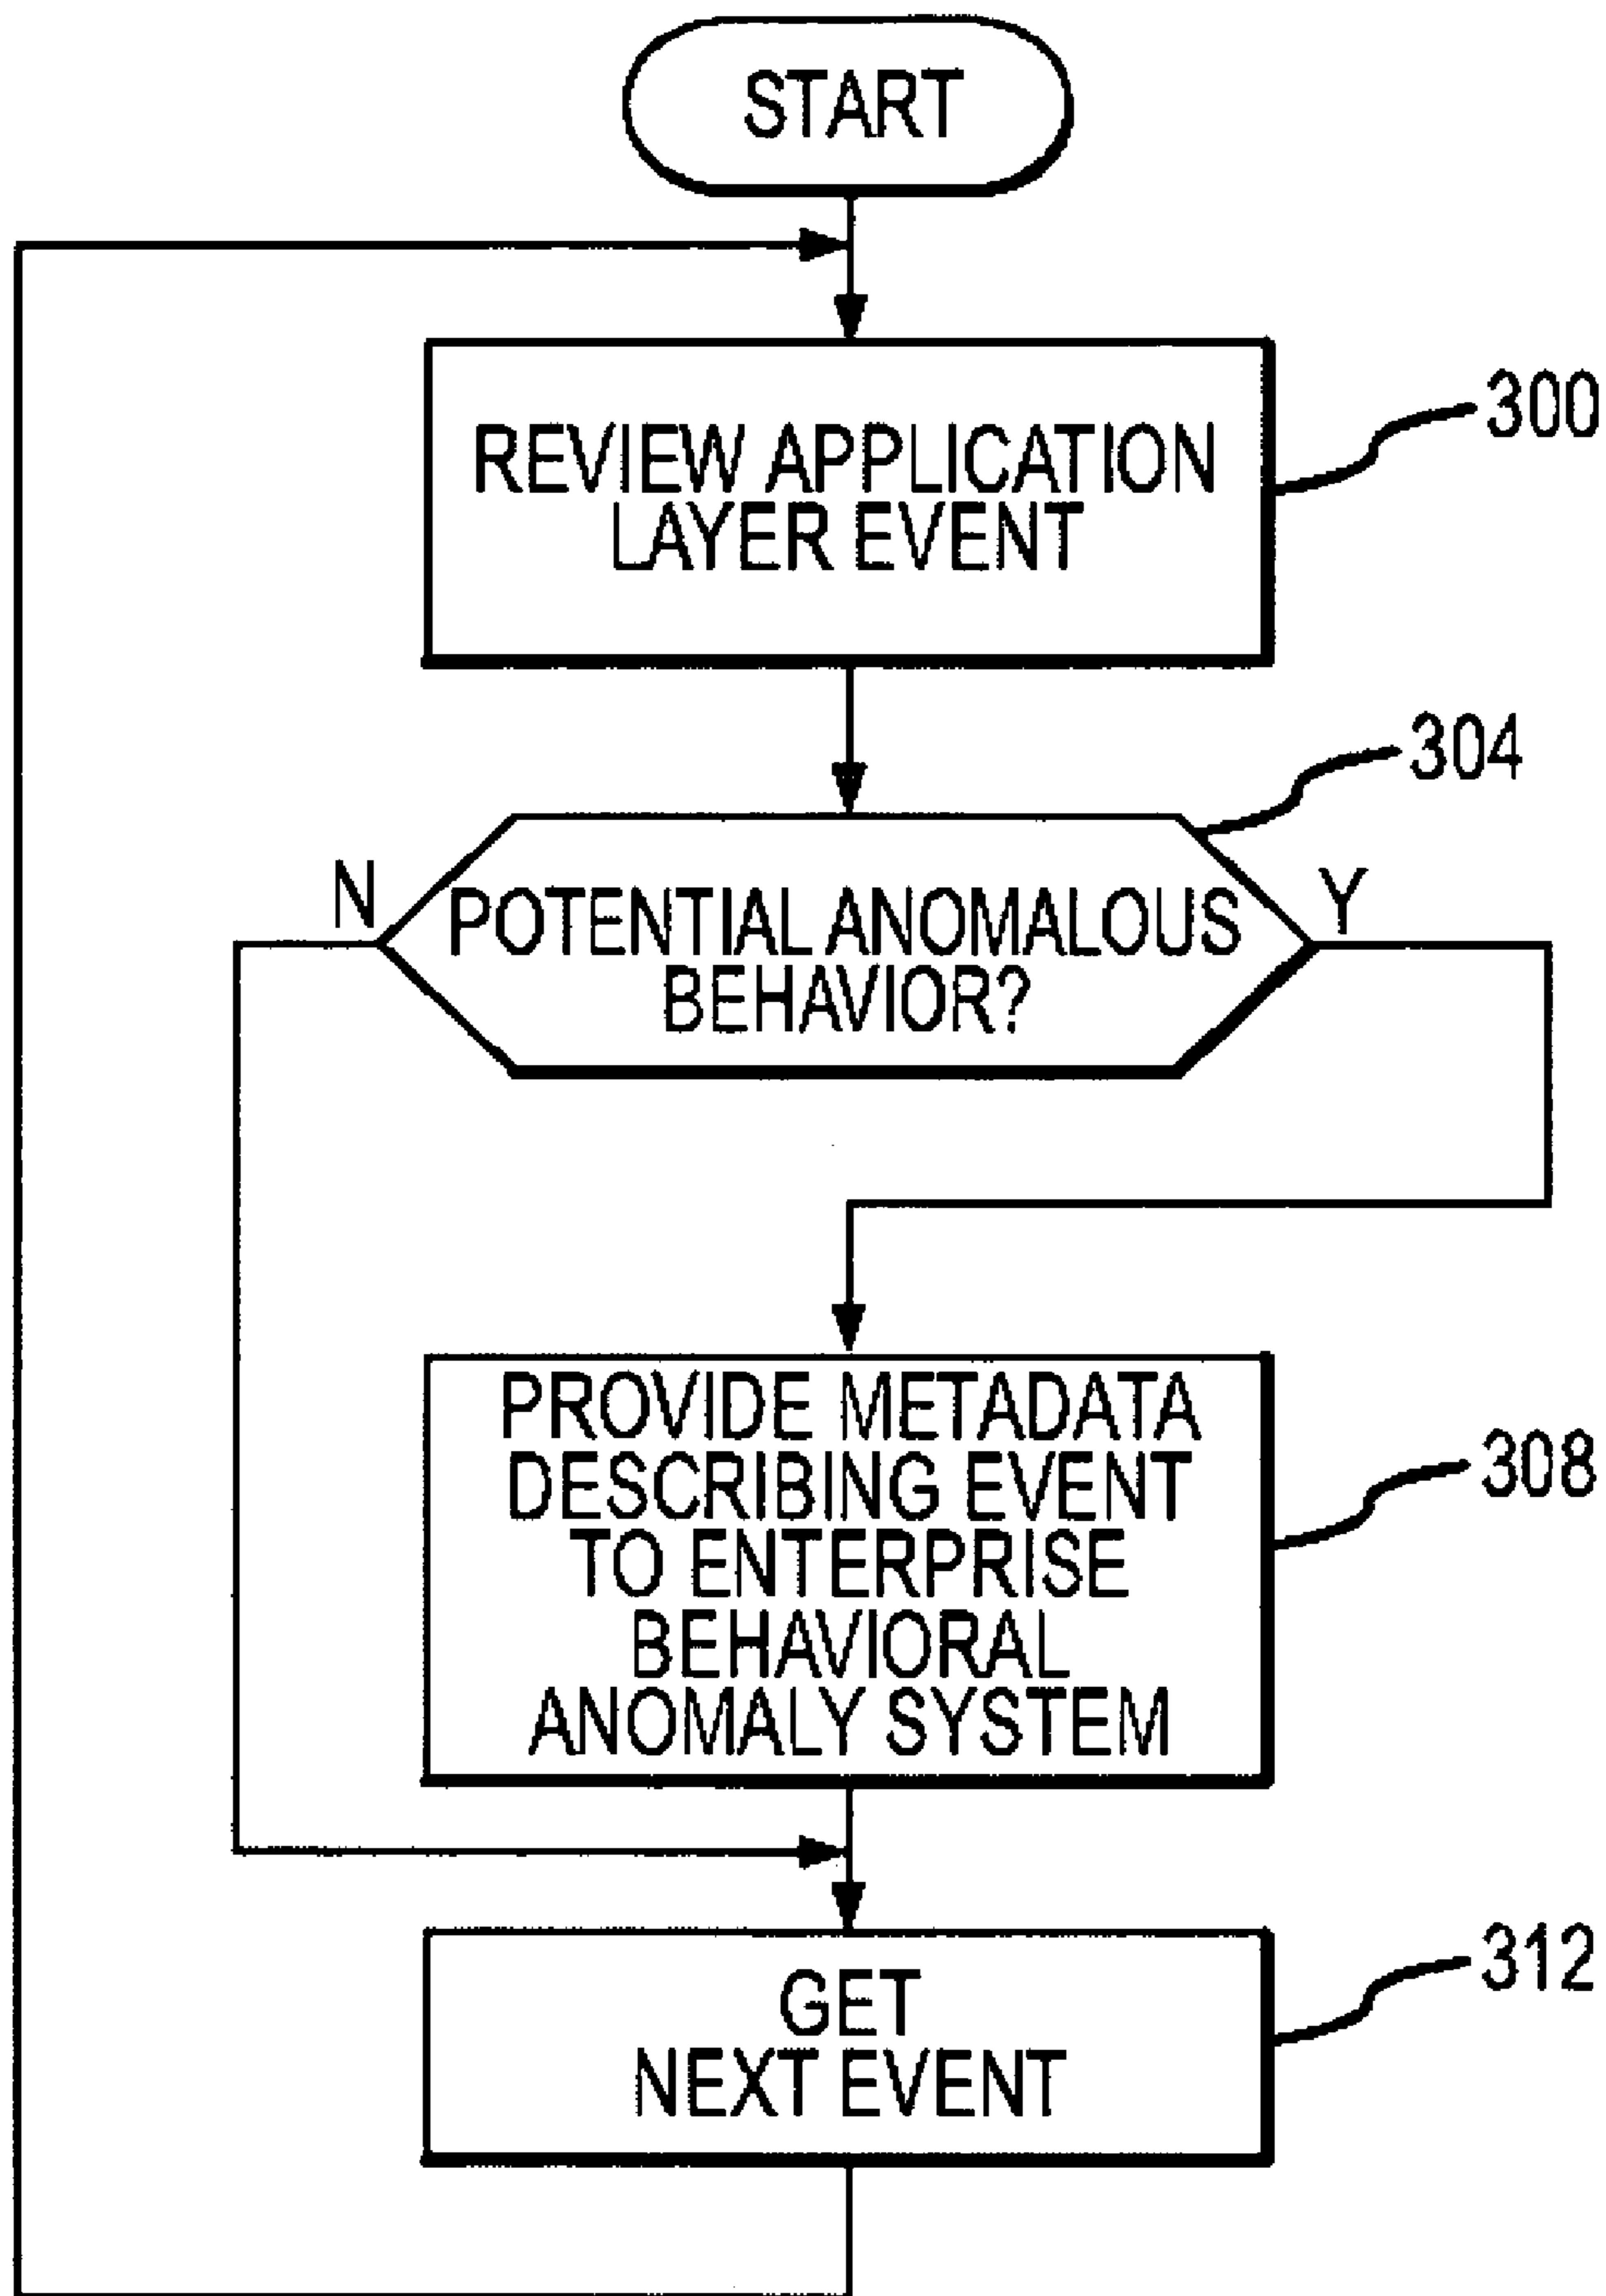 START
REVIEW APPLICATION
LAYER EVENT
300
304
N
Y
POTENTIAL ANOMALOUS
BEHAVIOR?
PROVIDE METADATA
DESCRIBING EVENT
TO ENTERPRISE
BEHAVIORAL
ANOMALY SYSTEM
308
GET
NEXT EVENT
312